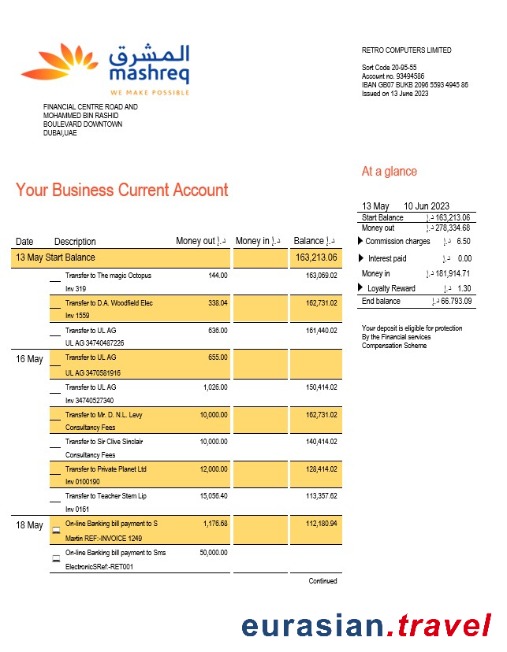 المشرق
mashreq
WE MAKE POSSIBLE
FINANCIAL CENTRE ROAD AND
MOHAMMED BIN RASHID
BOULEVARD DOWNTOWN
DUBAI,UAE
RETRO COMPUTERS LIMITED
Sort Code 20-95-55
Account no. 93494586
IBAN GB07 BUKB 2096 5593 4945 86
Issued on 13 June 2023
At a glance
13 May 10 Jun 2023
Start Balance د.إ 163,213.06
Money out د.إ 278,334.68
Commission charges د.إ 6.50
Interest paid د.إ 0.00
Money in د.إ 181,914.71
Loyalty Reward د.إ 1.30
End balance د.إ 66.793.09
Your deposit is eligible for protection
By the Financial services
Compensation Scheme
Your Business Current Account
Date Description Money out د.إ Money in د.إ Balance د.إ
13 May Start Balance 163,213.06
Transfer to The magic Octopus 144.00 163,069.02
Inv 319
Transfer to D.A. Woodfield Elec 338.04 162,731.02
Inv 1559
Transfer to UL AG 636.00 161,440.02
UL AG 34740487226
16 May Transfer to UL AG 655.00
UL AG 3470581916
Transfer to UL AG 1,026.00 150,414.02
Inv 34740527340
Transfer to Mr. D. N.L. Levy 10,000.00 162,731.02
Consultancy Fees
Transfer to Sir Clive Sinclair 10,000.00 140,414.02
Consultancy Fees
Transfer to Private Planet Ltd 12,000.00 128,414.02
Inv 0100190
Transfer to Teacher Stem Lip 15,056.40 113,357.62
Inv 0161
18 May On-line Banking bill payment to S 1,176.68 112,180.94
Martin REF:-INVOICE 1249
On-line Banking bill payment to Sms 50,000.00
ElectronicSRef:-RET001
Continued
eurasian.travel